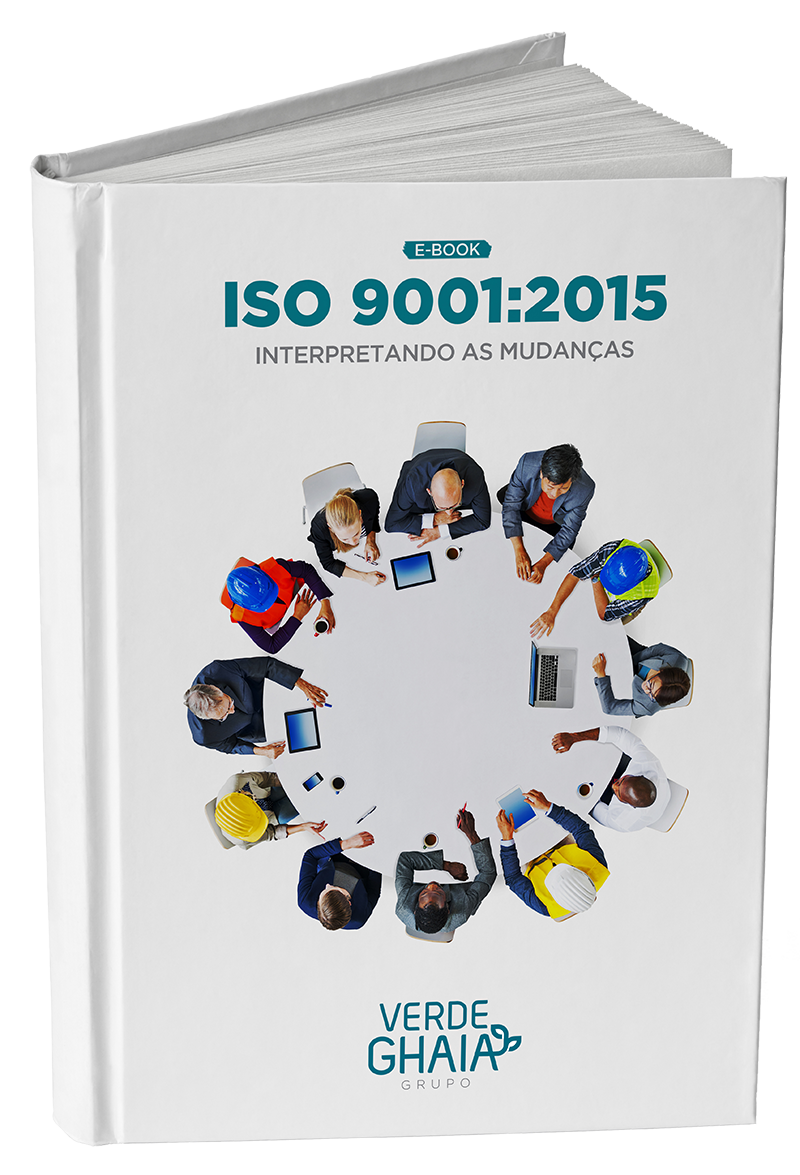 E-BOOK
ISO 9001:2015
INTERPRETANDO AS MUDANÇAS
VERDE
GHAIA
GRUPO